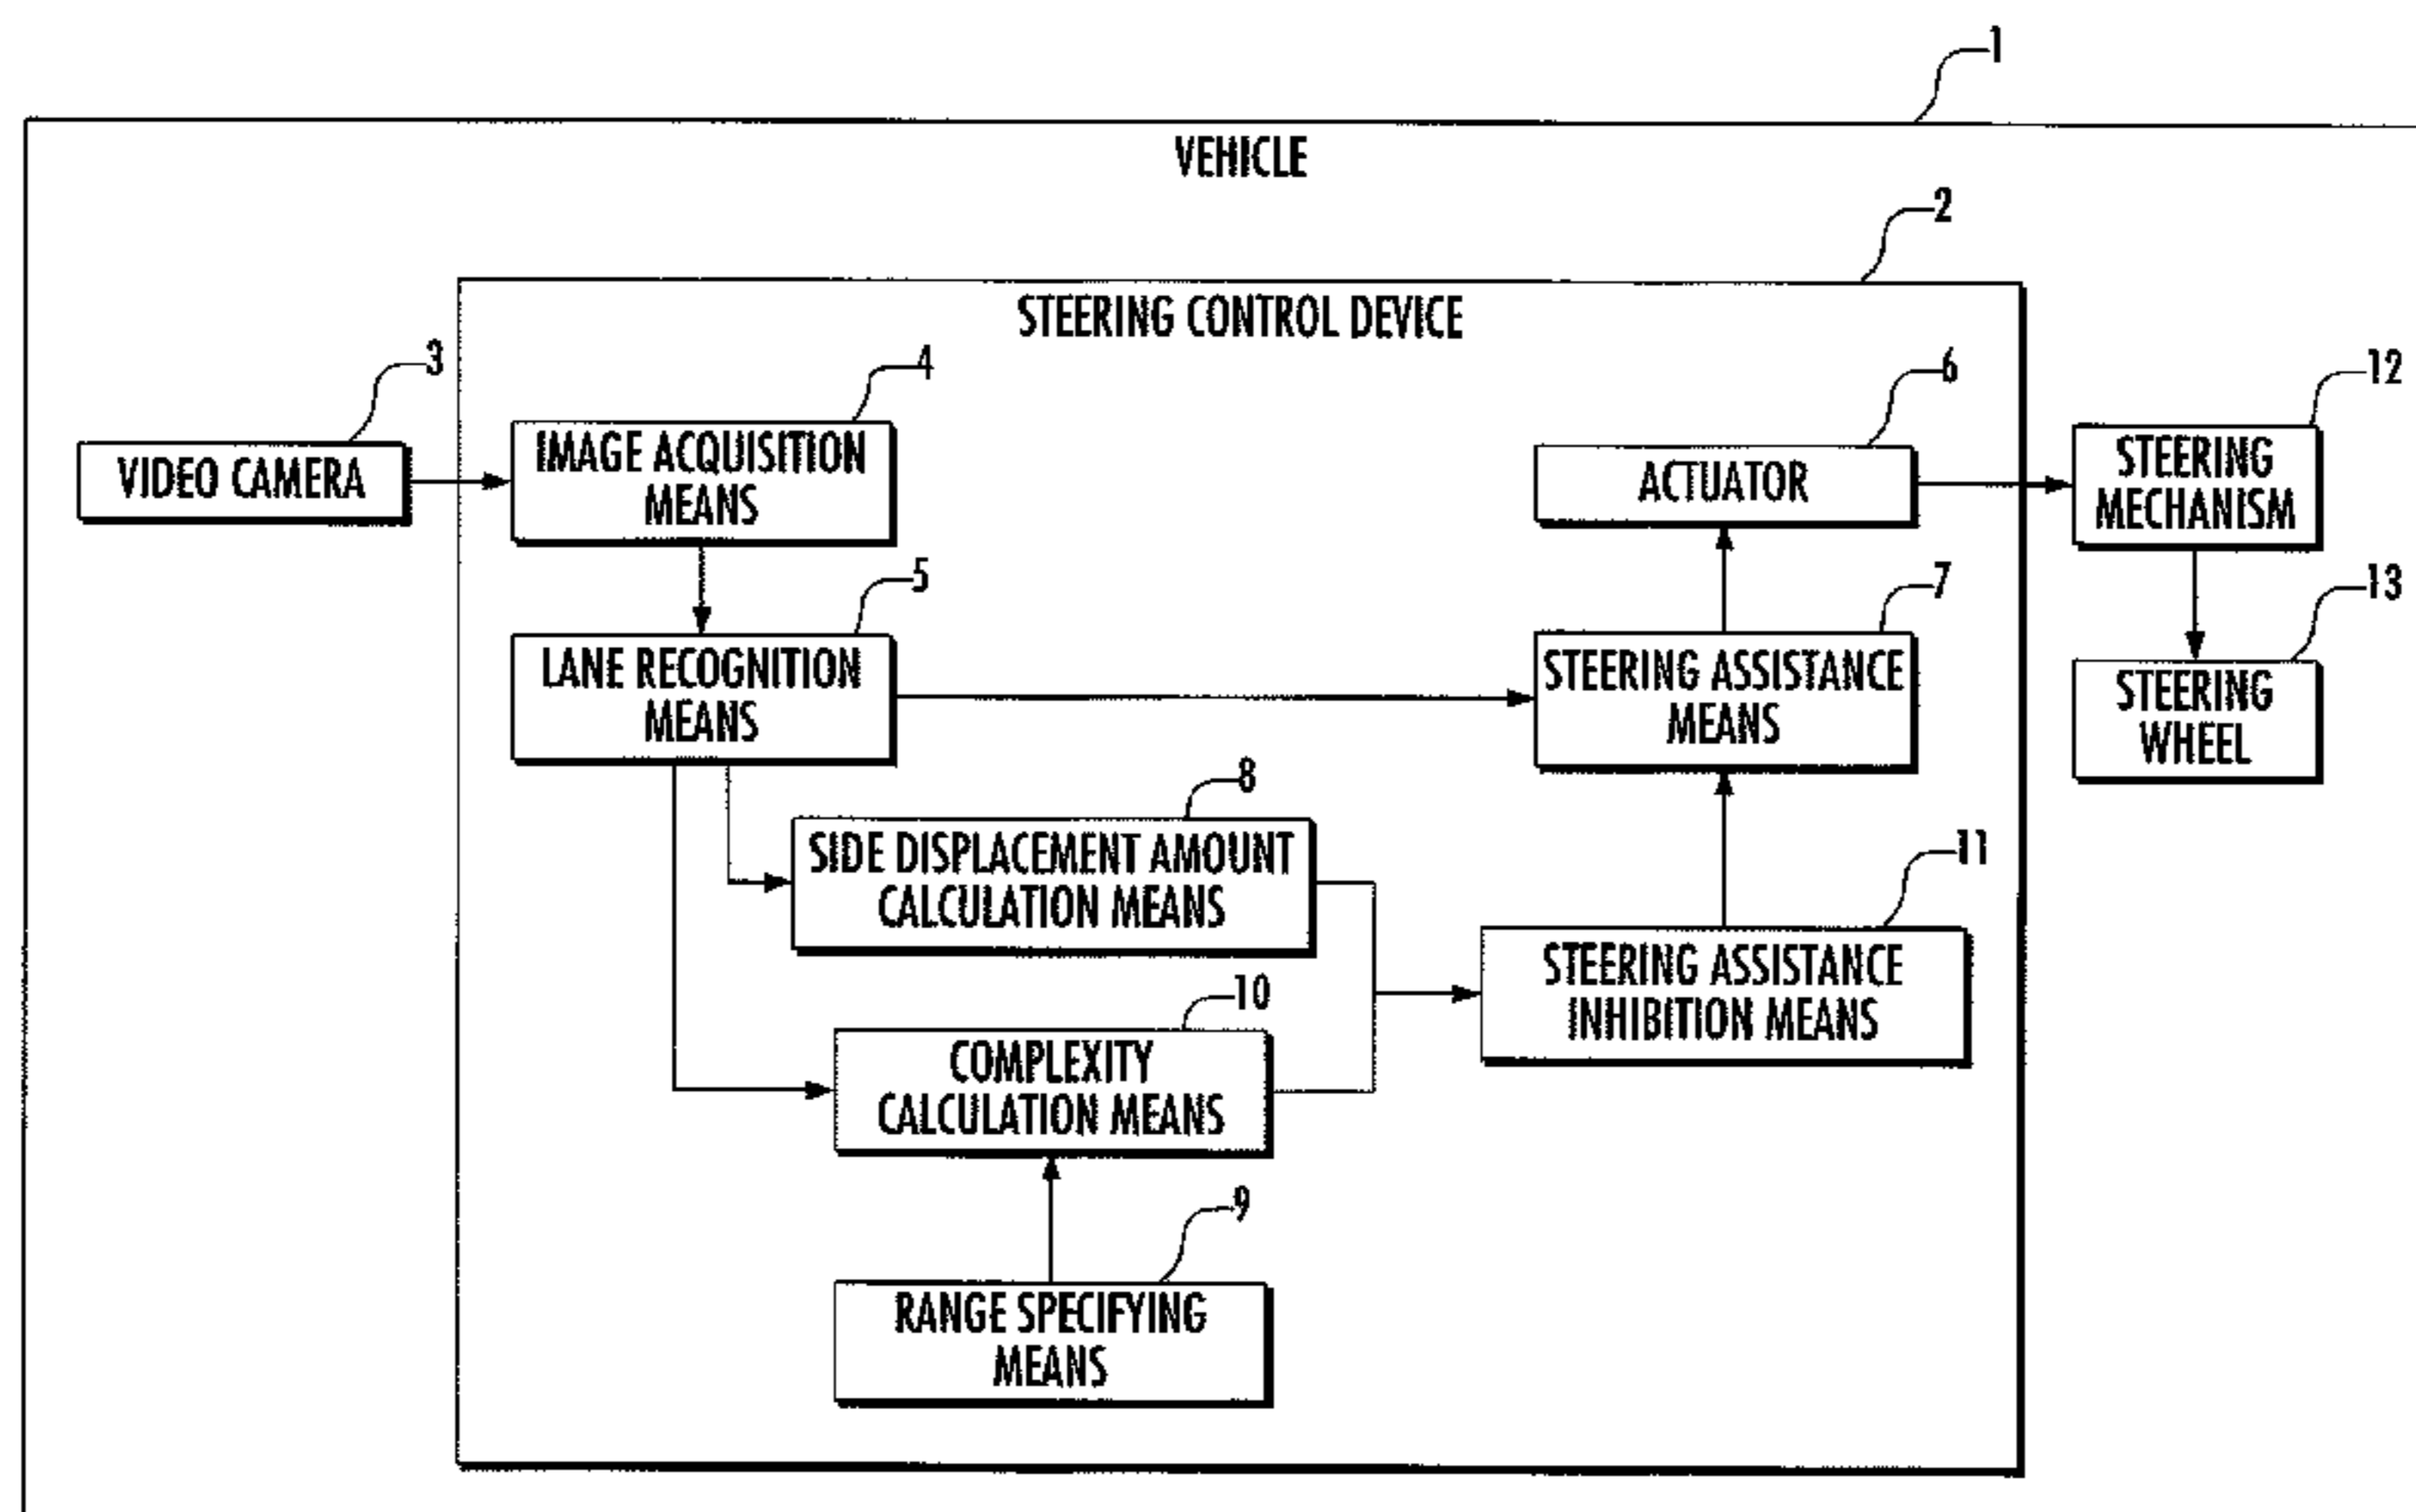 1
VEHICLE
2
STEERING CONTROL DEVICE
3
4
6
12
VIDEO CAMERA
IMAGE ACQUISITION
MEANS
ACTUATOR
STEERING
MECHANISM
5
7
13
LANE RECOGNITION
MEANS
STEERING ASSISTANCE
MEANS
STEERING
WHEEL
8
SIDE DISPLACEMENT AMOUNT
CALCULATION MEANS
11
STEERING ASSISTANCE
INHIBITION MEANS
10
COMPLEXITY
CALCULATION MEANS
9
RANGE SPECIFYING
MEANS